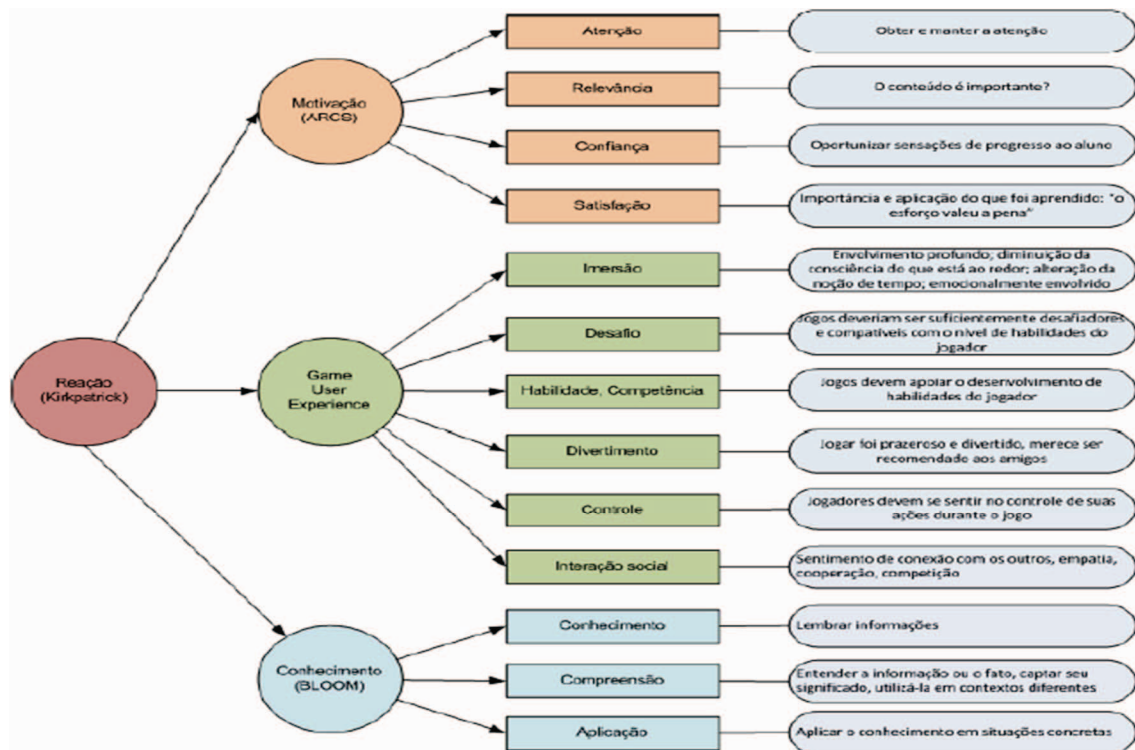 Atenção
Obter e manter a atenção
Motivação
(ARCS)
Relevância
O conteúdo é importante?
Confiança
Oportunizar sensações de progresso ao aluno
Satisfação
Importância e aplicação do que foi aprendido: "o
esforço valeu a pena"
Reação
(Kirkpatrick)
Game
User
Experience
Imersão
Envolvimento profundo, diminuição da
consciência do que está ao redor; alteração da
noção de tempo; emocionalmente envolvido
Desafio
Jogos deveriam ser suficientemente desafiadores
e compatíveis com o nível de habilidades do
jogador
Habilidade, Competência
Jogos devem apoiar o desenvolvimento de
habilidades do jogador
Divertimento
Jogar foi prazeroso e divertido, merece ser
recomendado aos amigos
Controle
Jogadores devem se sentir no controle de suas
ações durante o jogo
Interação social
Sentimento de conexão com os outros, empatia,
cooperação, competição
Conhecimento
(BLOOM)
Conhecimento
Lembrar informações
Compreensão
Entender a informação ou o fato, captar seu
significado, utilizá-la em contextos diferentes
Aplicação
Aplicar o conhecimento em situações concretas